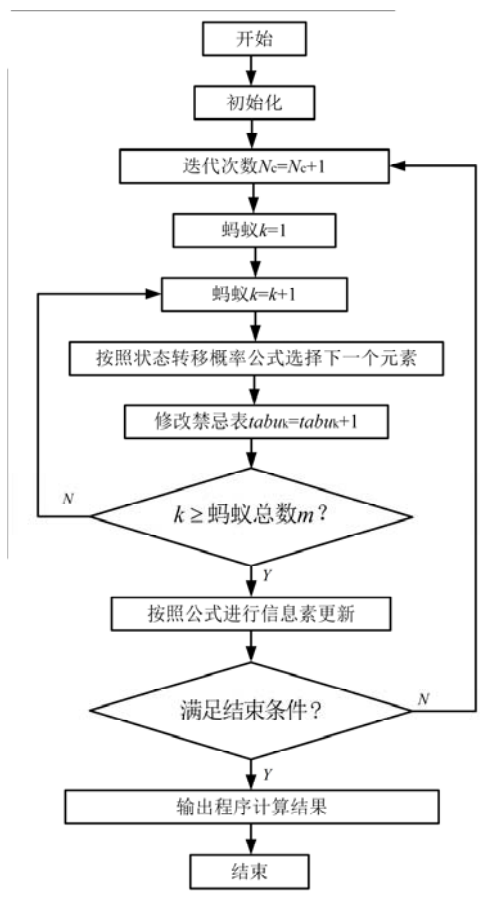 开始
初始化
迭代次数Nc=Nc+1
蚂蚁k=1
蚂蚁k=k+1
按照状态转移概率公式选择下一个元素
修改禁忌表tabuk=tabuk+1
N
k≥蚂蚁总数m?
Y
按照公式进行信息素更新
满足结束条件?
N
Y
输出程序计算结果
结束